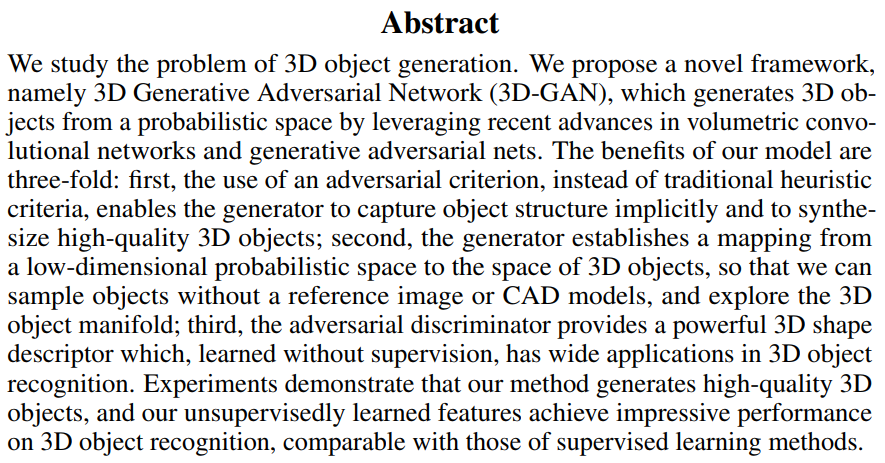 Abstract
We study the problem of 3D object generation. We propose a novel framework,
namely 3D Generative Adversarial Network (3D-GAN), which generates 3D ob-
jects from a probabilistic space by leveraging recent advances in volumetric convo-
lutional networks and generative adversarial nets. The benefits of our model are
three-fold: first, the use of an adversarial criterion, instead of traditional heuristic
criteria, enables the generator to capture object structure implicitly and to synthe-
size high-quality 3D objects; second, the generator establishes a mapping from
a low-dimensional probabilistic space to the space of 3D objects, so that we can
sample objects without a reference image or CAD models, and explore the 3D
object manifold; third, the adversarial discriminator provides a powerful 3D shape
descriptor which, learned without supervision, has wide applications in 3D object
recognition. Experiments demonstrate that our method generates high-quality 3D
objects, and our unsupervisedly learned features achieve impressive performance
on 3D object recognition, comparable with those of supervised learning methods.